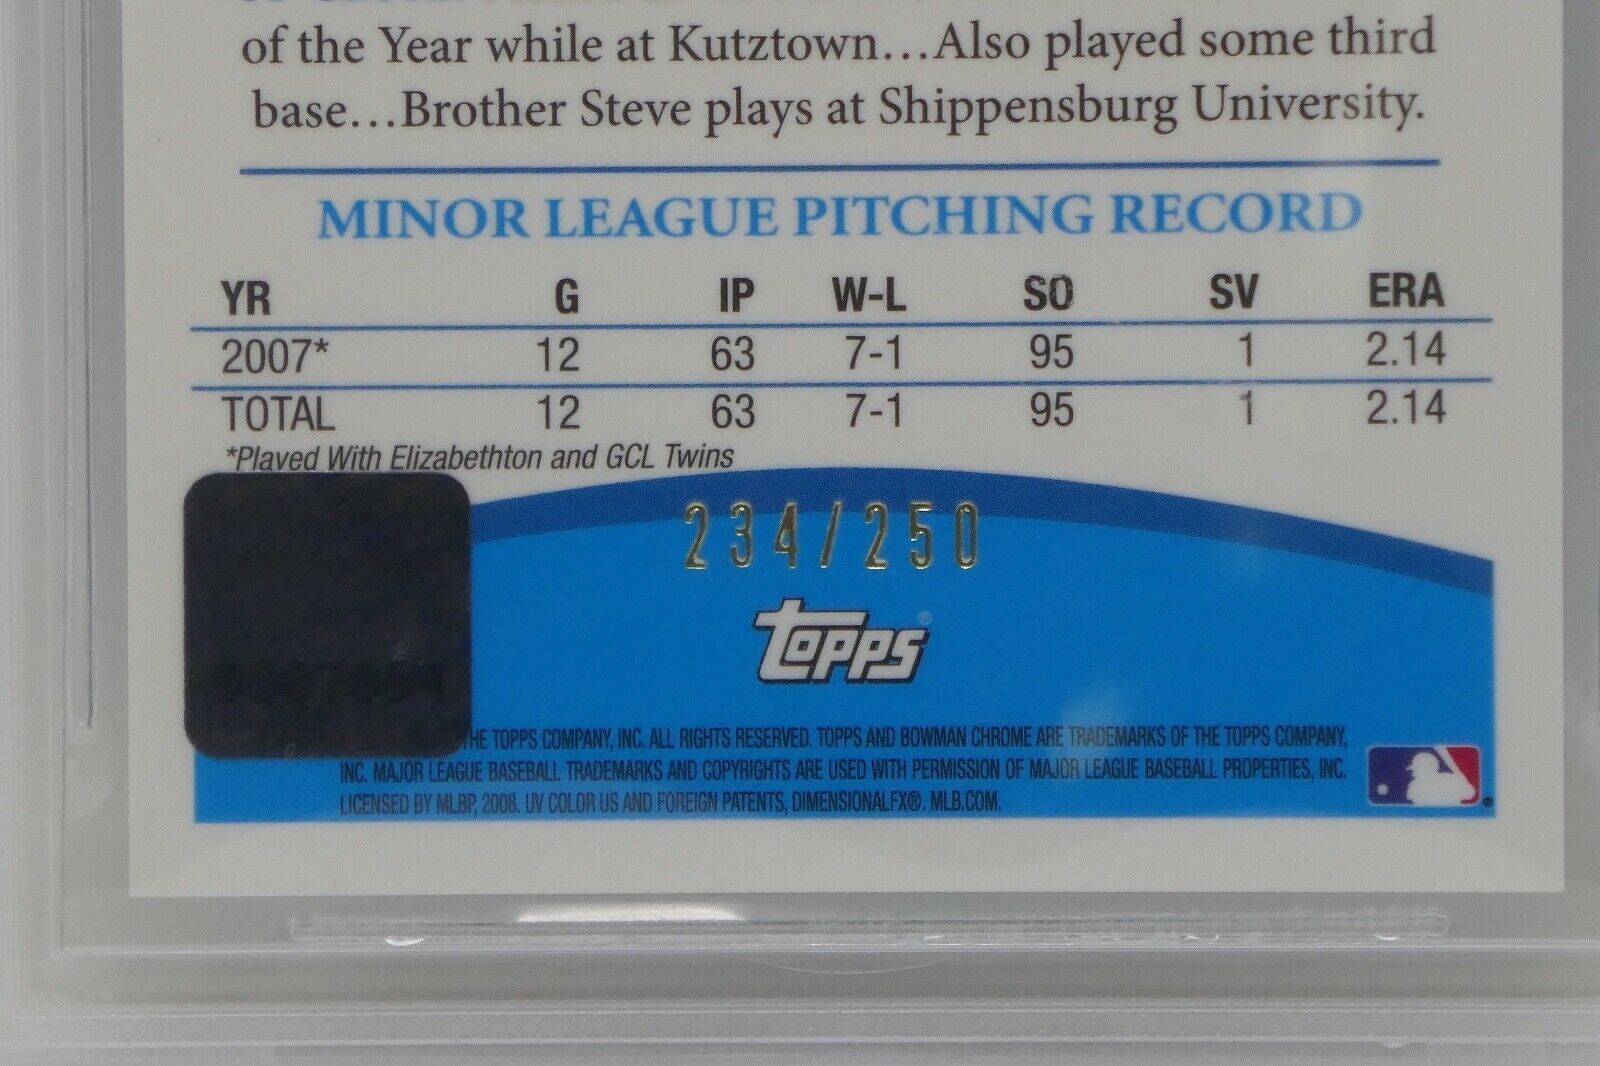 of the Year while at Kutztown…Also played some third
base…Brother Steve plays at Shippensburg University.
MINOR LEAGUE PITCHING RECORD
YR G IP W-L SO SV ERA
2007* 12 63 7-1 95 1 2.14
TOTAL 12 63 7-1 95 1 2.14
*Played With Elizabethton and GCL Twins
234/250
topps®
THE TOPPS COMPANY, INC. ALL RIGHTS RESERVED. TOPPS AND BOWMAN CHROME ARE TRADEMARKS OF THE TOPPS COMPANY,
INC. MAJOR LEAGUE BASEBALL TRADEMARKS AND COPYRIGHTS ARE USED WITH PERMISSION OF MAJOR LEAGUE BASEBALL PROPERTIES, INC.
LICENSED BY MLBP, 2008. UV COLOR US AND FOREIGN PATENTS, DIMENSIONALFX®. MLB.COM.